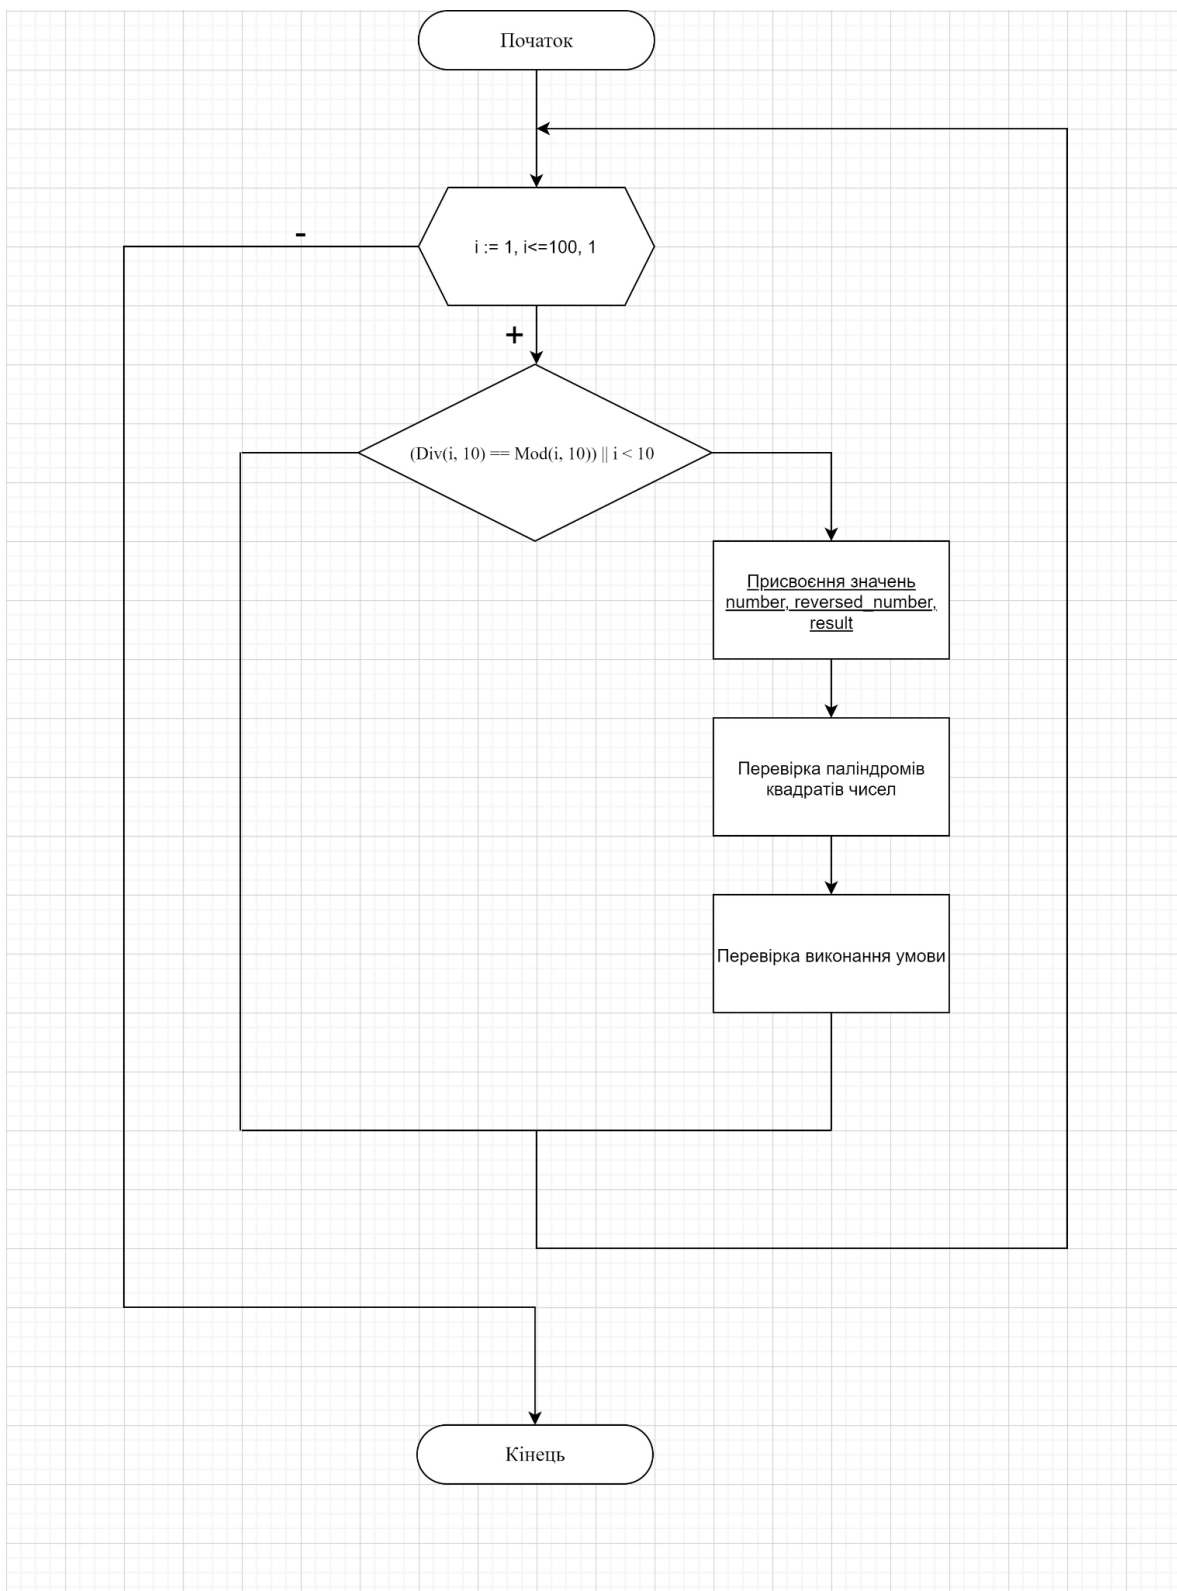 Початок
-
i := 1, i<=100, 1
+
(Div(i, 10) == Mod(i, 10)) || i < 10
Присвоєння значень
number, reversed_number,
result
Перевірка паліндромів
квадратів чисел
Перевірка виконання умови
Кінець